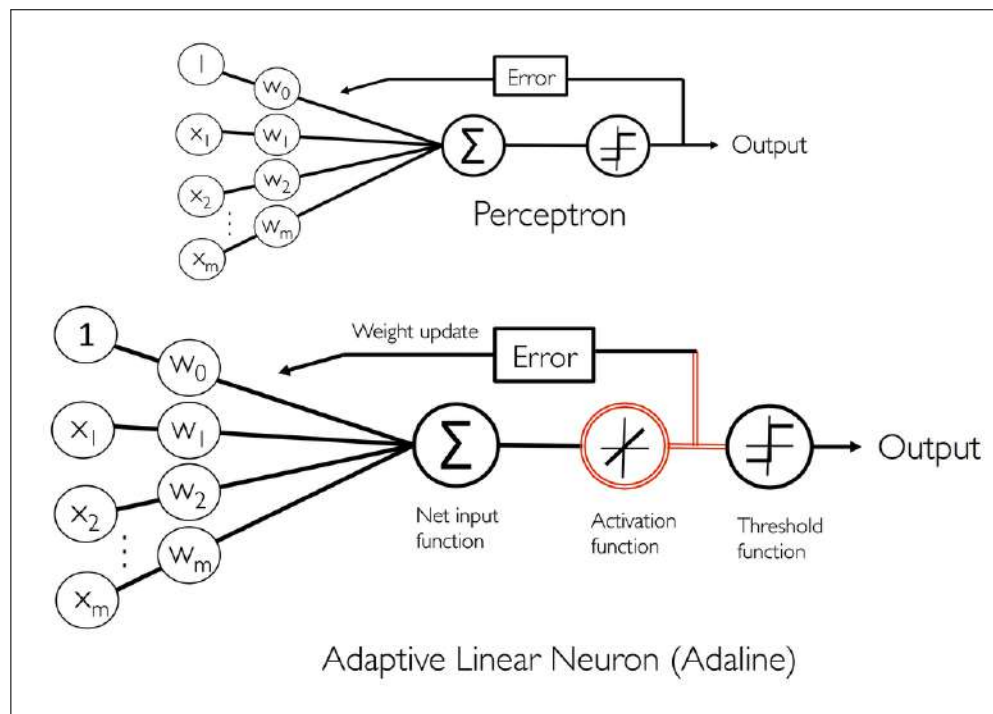 1
w0
Error
x1
w1
Σ
Output
x2
w2
⋮
wm
xm
Perceptron
1
Weight update
Error
w0
x1
w1
Σ
Output
x2
w2
Net input
function
Activation
function
Threshold
function
⋮
wm
xm
Adaptive Linear Neuron (Adaline)